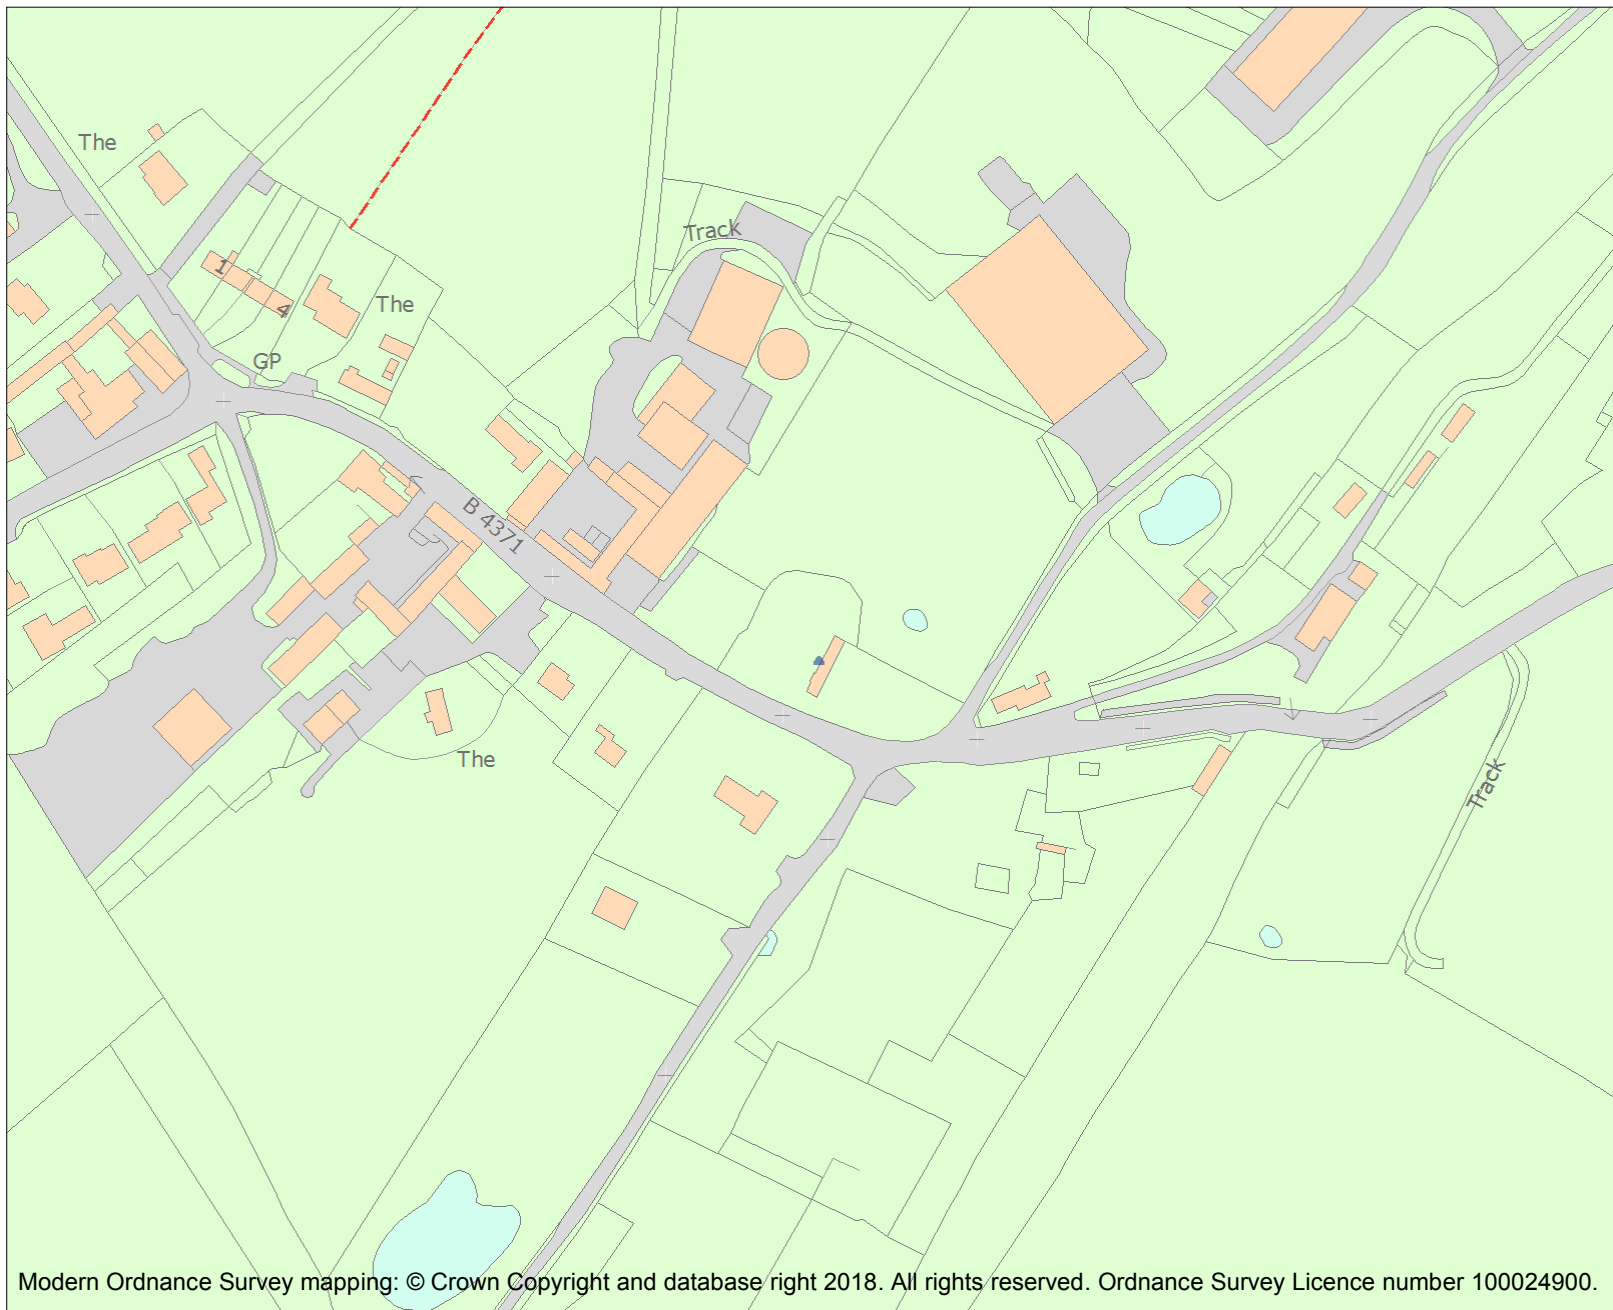 The
Track
1
The
4
GP
B 4371
The
Track
Modern Ordnance Survey mapping: © Crown Copyright and database right 2018. All rights reserved. Ordnance Survey Licence number 100024900.